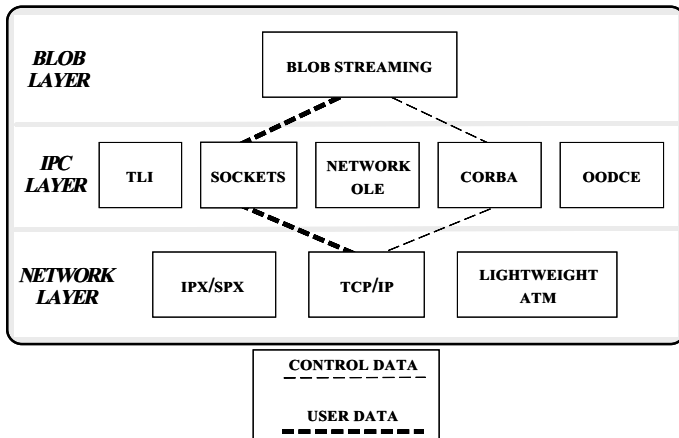 BLOB
LAYER
BLOB STREAMING
IPC
LAYER
TLI
SOCKETS
NETWORK
OLE
CORBA
OODCE
NETWORK
LAYER
IPX/SPX
TCP/IP
LIGHTWEIGHT
ATM
CONTROL DATA
USER DATA